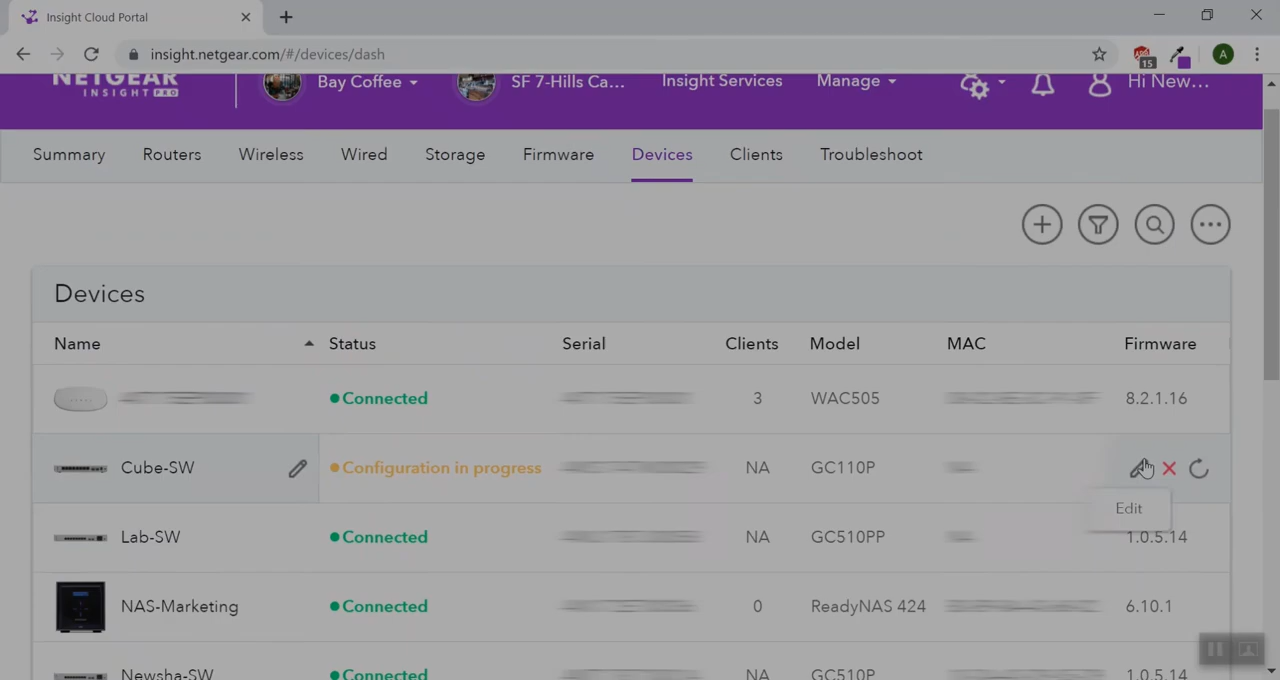 Insight Cloud Portal
insight.netgear.com/#/devices/dash
15
A
NETGEAR
INSIGHT PRO
Bay Coffee
SF 7-Hills Ca...
Insight Services
Manage
Hi New...
Summary
Routers
Wireless
Wired
Storage
Firmware
Devices
Clients
Troubleshoot
Devices
Name
Status
Serial
Clients
Model
MAC
Firmware
Connected
3
WAC505
8.2.1.16
Cube-SW
Configuration in progress
NA
GC110P
Edit
Lab-SW
Connected
NA
GC510PP
1.0.5.14
NAS-Marketing
Connected
0
ReadyNAS 424
6.10.1
Newsha-SW
Connected
NA
GC510P
1.0.5.14